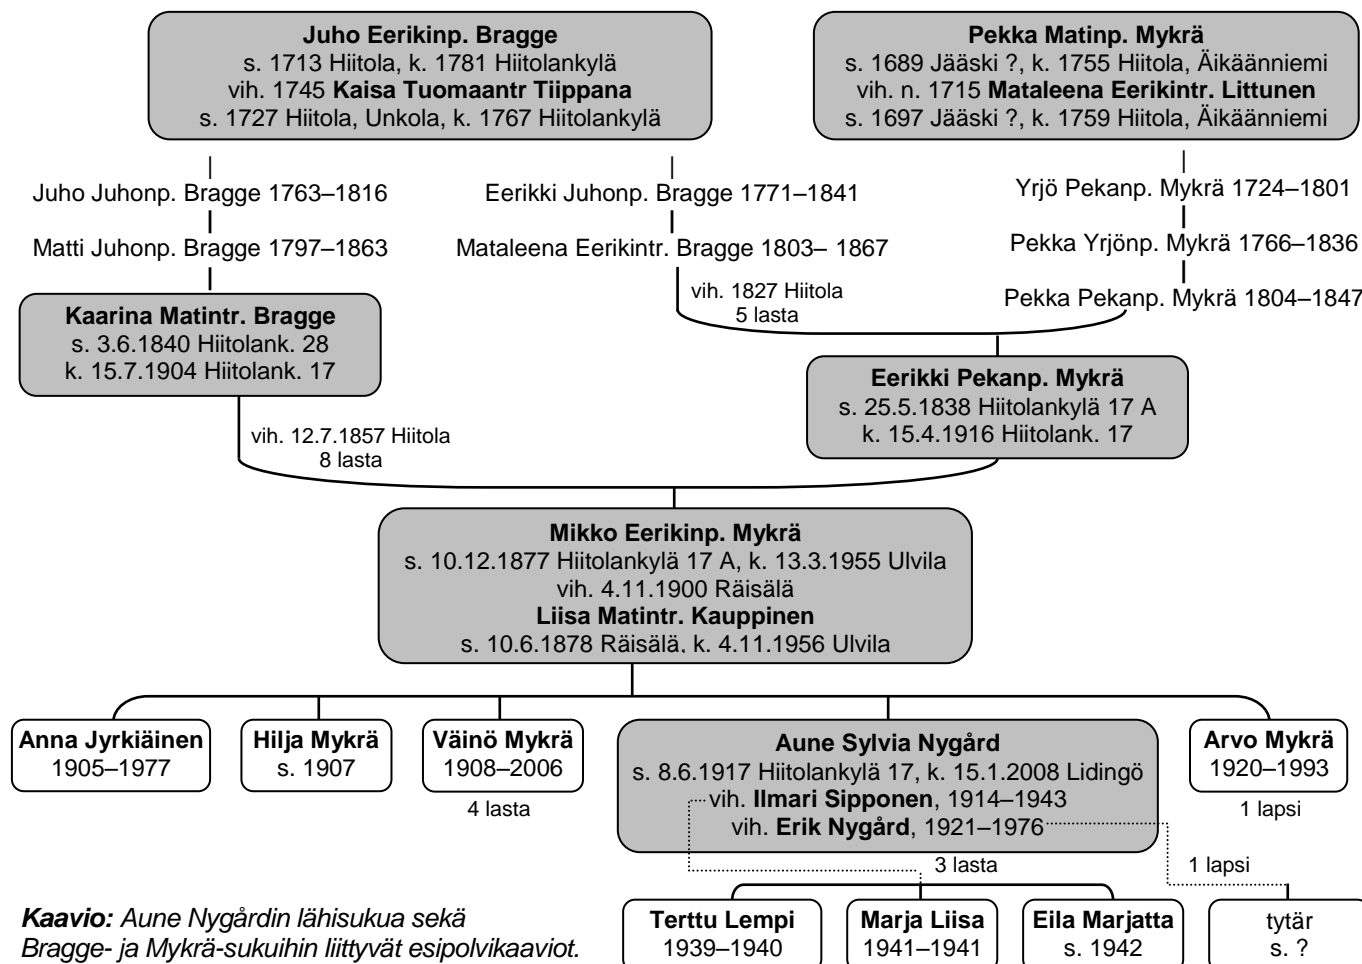 Juho Eerikinp. Bragge
s. 1713 Hiitola, k. 1781 Hiitolankylä
vih. 1745 Kaisa Tuomaantr Tiippana
s. 1727 Hiitola, Unkola, k. 1767 Hiitolankylä
Pekka Matinp. Mykrä
s. 1689 Jääski ?, k. 1755 Hiitola, Äikäänniemi
vih. n. 1715 Mataleena Eerikintr. Littunen
s. 1697 Jääski ?, k. 1759 Hiitola, Äikäänniemi
Juho Juhonp. Bragge 1763–1816
Matti Juhonp. Bragge 1797–1863
Eerikki Juhonp. Bragge 1771–1841
Mataleena Eerikintr. Bragge 1803– 1867
Yrjö Pekanp. Mykrä 1724–1801
Pekka Yrjönp. Mykrä 1766–1836
Pekka Pekanp. Mykrä 1804–1847
vih. 1827 Hiitola
5 lasta
Kaarina Matintr. Bragge
s. 3.6.1840 Hiitolank. 28
k. 15.7.1904 Hiitolank. 17
Eerikki Pekanp. Mykrä
s. 25.5.1838 Hiitolankylä 17 A
k. 15.4.1916 Hiitolank. 17
vih. 12.7.1857 Hiitola
8 lasta
Mikko Eerikinp. Mykrä
s. 10.12.1877 Hiitolankylä 17 A, k. 13.3.1955 Ulvila
vih. 4.11.1900 Räisälä
Liisa Matintr. Kauppinen
s. 10.6.1878 Räisälä, k. 4.11.1956 Ulvila
Anna Jyrkiäinen
1905–1977
Hilja Mykrä
s. 1907
Väinö Mykrä
1908–2006
4 lasta
Aune Sylvia Nygård
s. 8.6.1917 Hiitolankylä 17, k. 15.1.2008 Lidingö
vih. Ilmari Sipponen, 1914–1943
vih. Erik Nygård, 1921–1976
Arvo Mykrä
1920–1993
1 lapsi
3 lasta
1 lapsi
Terttu Lempi
1939–1940
Marja Liisa
1941–1941
Eila Marjatta
s. 1942
tytär
s. ?
Kaavio: Aune Nygårdin lähisukua sekä
Bragge- ja Mykrä-sukuihin liittyvät esipolvikaaviot.